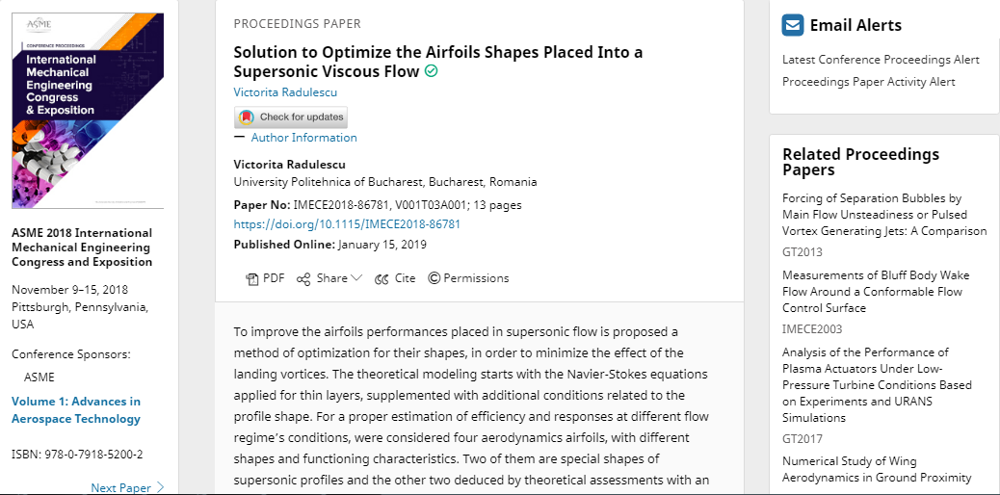 ASME
CONFERENCE PROCEEDINGS
International
Mechanical
Engineering
Congress
& Exposition
ASME 2018 International
Mechanical Engineering
Congress and Exposition
November 9–15, 2018
Pittsburgh, Pennsylvania,
USA
Conference Sponsors:
ASME
Volume 1: Advances in
Aerospace Technology
ISBN: 978-0-7918-5200-2
Next Paper
PROCEEDINGS PAPER
Solution to Optimize the Airfoils Shapes Placed Into a
Supersonic Viscous Flow
Victorita Radulescu
Check for updates
Author Information
Victorita Radulescu
University Politehnica of Bucharest, Bucharest, Romania
Paper No: IMECE2018-86781, V001T03A001; 13 pages
https://doi.org/10.1115/IMECE2018-86781
Published Online: January 15, 2019
PDF Share Cite Permissions
To improve the airfoils performances placed in supersonic flow is proposed a
method of optimization for their shapes, in order to minimize the effect of the
landing vortices. The theoretical modeling starts with the Navier-Stokes equations
applied for thin layers, supplemented with additional conditions related to the
profile shape. For a proper estimation of efficiency and responses at different flow
regime's conditions, were considered four aerodynamics airfoils, with different
shapes and functioning characteristics. Two of them are special shapes of
supersonic profiles and the other two deduced by theoretical assessments with an
Email Alerts
Latest Conference Proceedings Alert
Proceedings Paper Activity Alert
Related Proceedings
Papers
Forcing of Separation Bubbles by
Main Flow Unsteadiness or Pulsed
Vortex Generating Jets: A Comparison
GT2013
Measurements of Bluff Body Wake
Flow Around a Conformable Flow
Control Surface
IMECE2003
Analysis of the Performance of
Plasma Actuators Under Low-
Pressure Turbine Conditions Based
on Experiments and URANS
Simulations
GT2017
Numerical Study of Wing
Aerodynamics in Ground Proximity